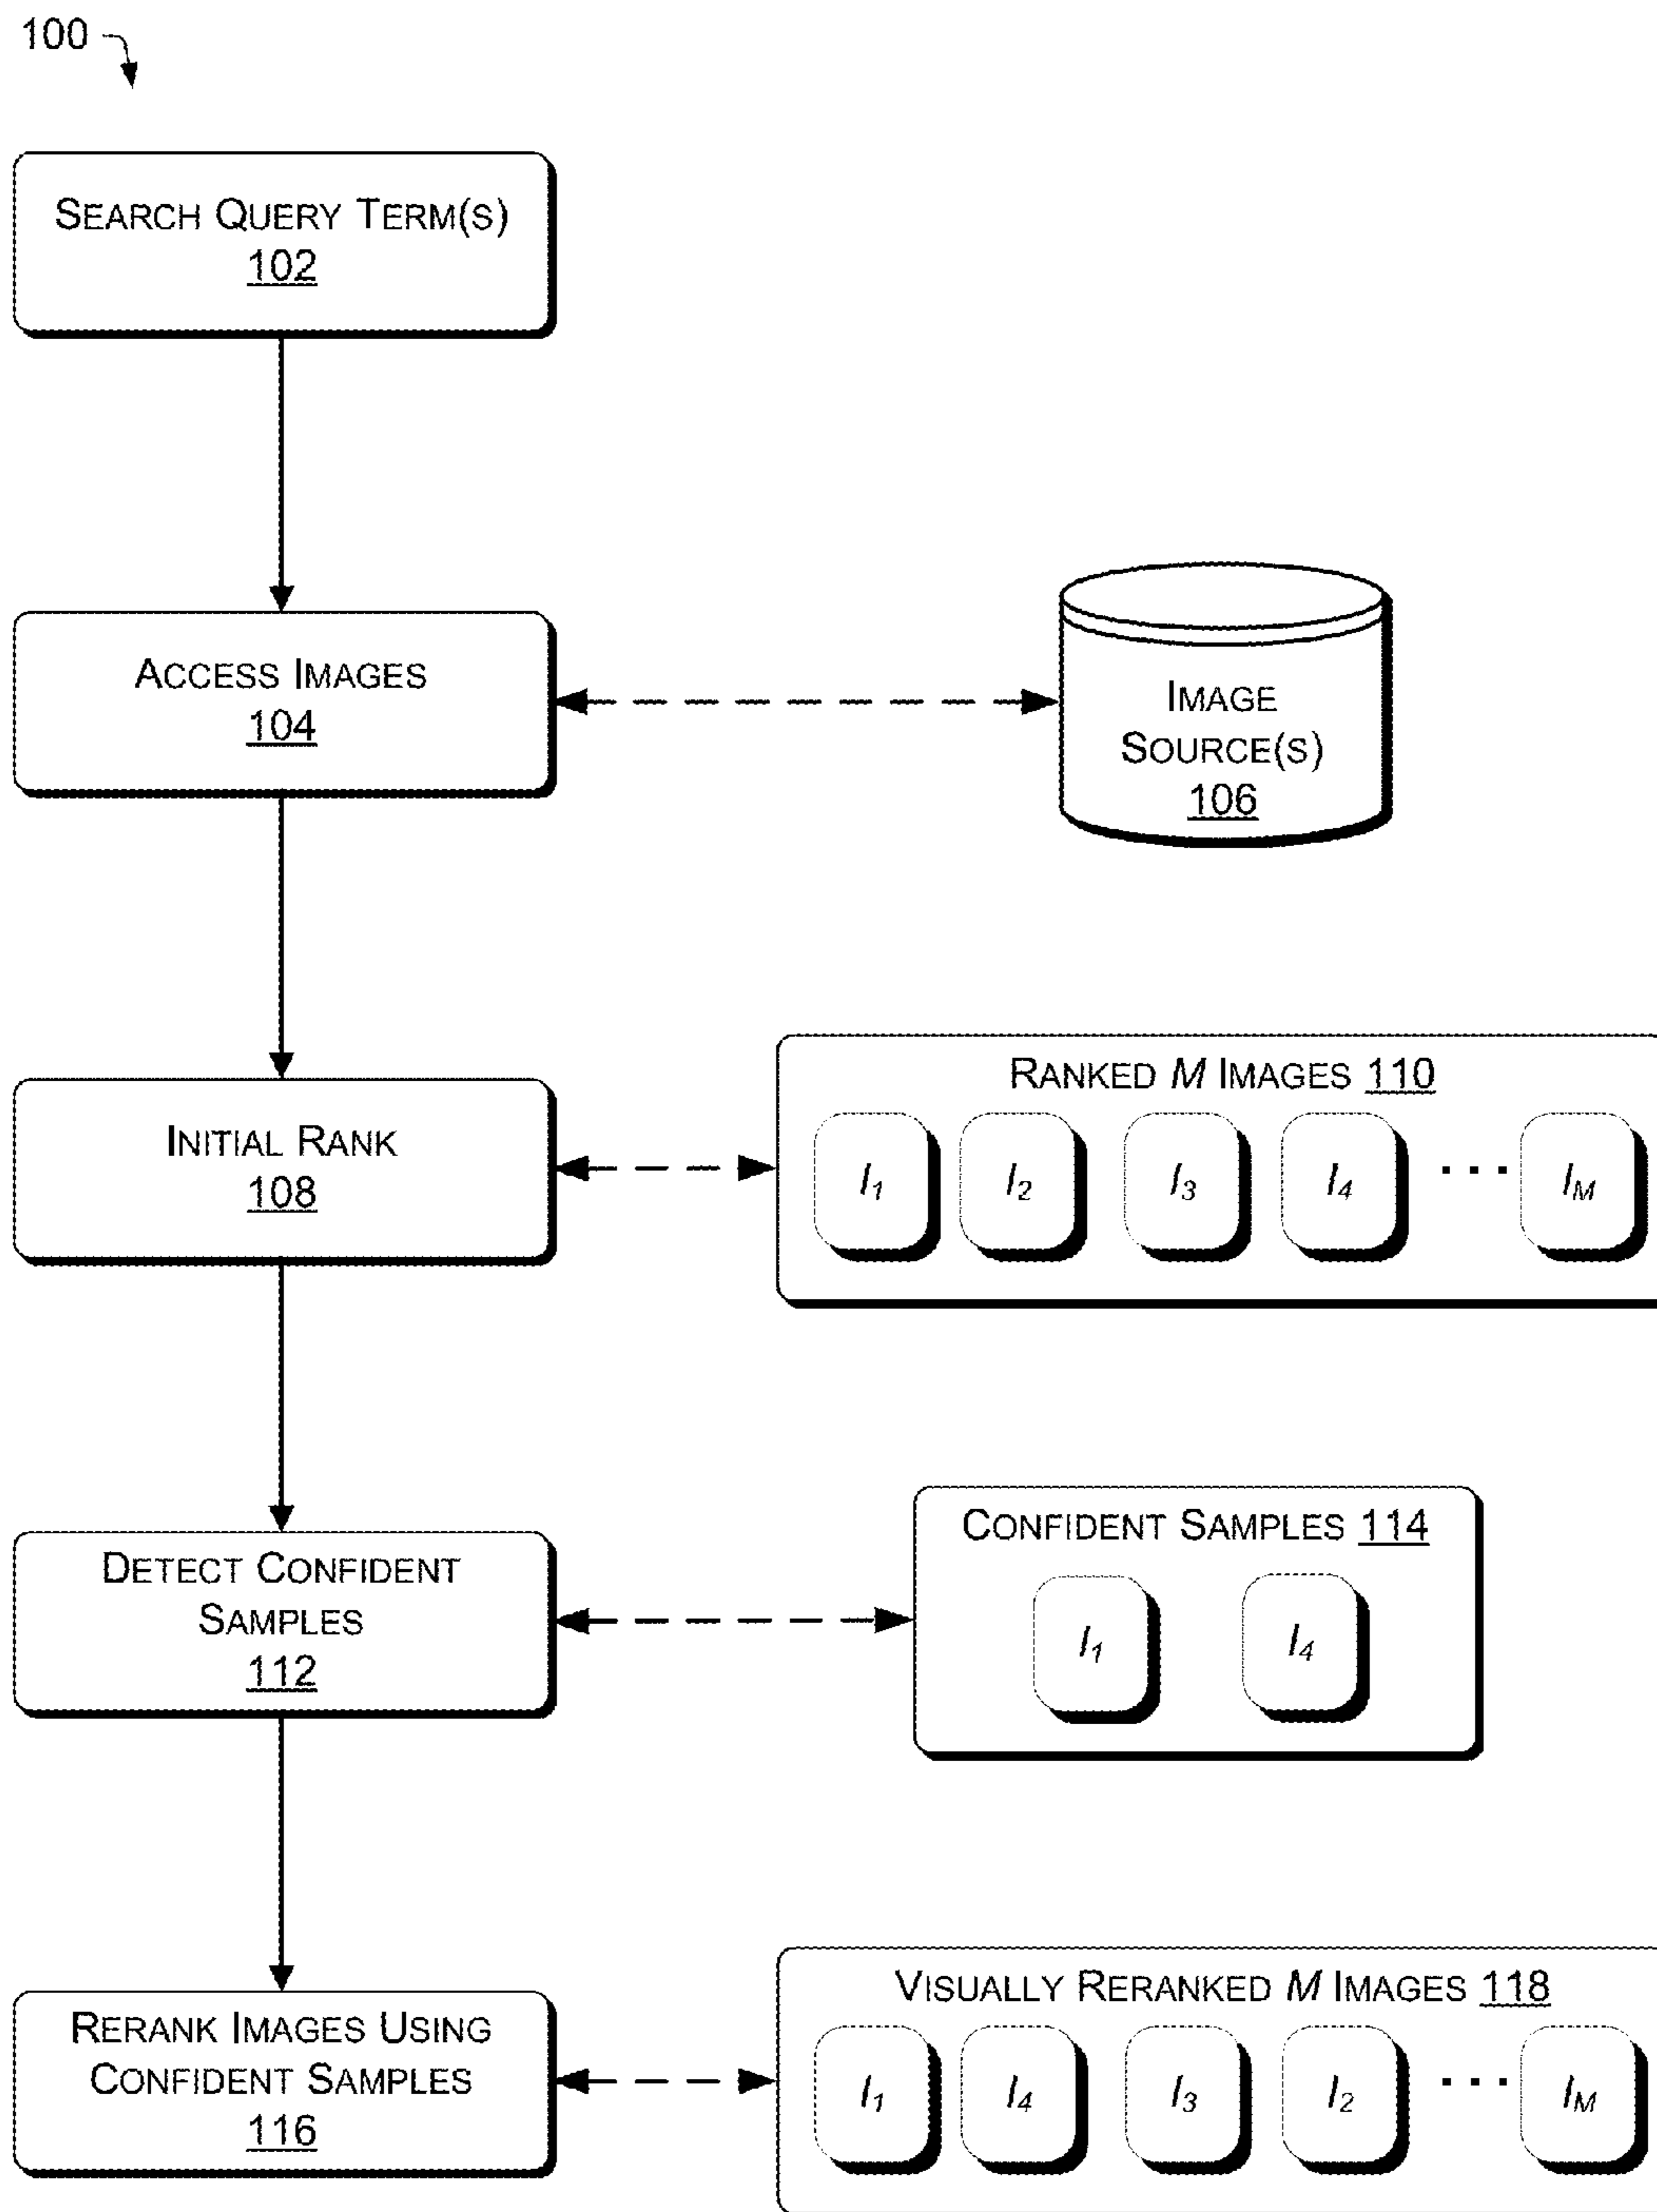 100
SEARCH QUERY TERM(S)
102
ACCESS IMAGES
104
IMAGE
SOURCE(S)
106
INITIAL RANK
108
RANKED M IMAGES 110
I1 I2 I3 I4 ... IM
DETECT CONFIDENT
SAMPLES
112
CONFIDENT SAMPLES 114
I1 I4
RERANK IMAGES USING
CONFIDENT SAMPLES
116
VISUALLY RERANKED M IMAGES 118
I1 I4 I3 I2 ... IM